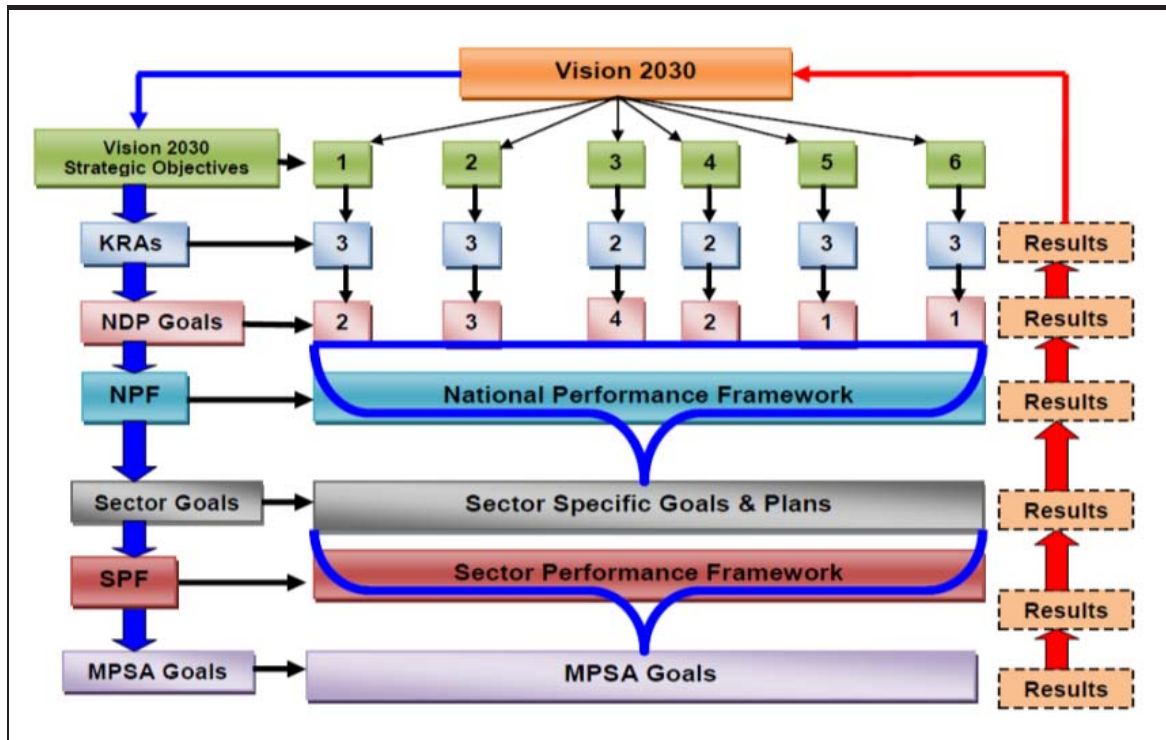 Vision 2030
Vision 2030
Strategic Objectives
1
2
3
4
5
6
KRAs
3
3
2
2
3
3
Results
NDP Goals
2
3
4
2
1
1
Results
NPF
National Performance Framework
Results
Sector Goals
Sector Specific Goals & Plans
Results
SPF
Sector Performance Framework
Results
MPSA Goals
MPSA Goals
Results